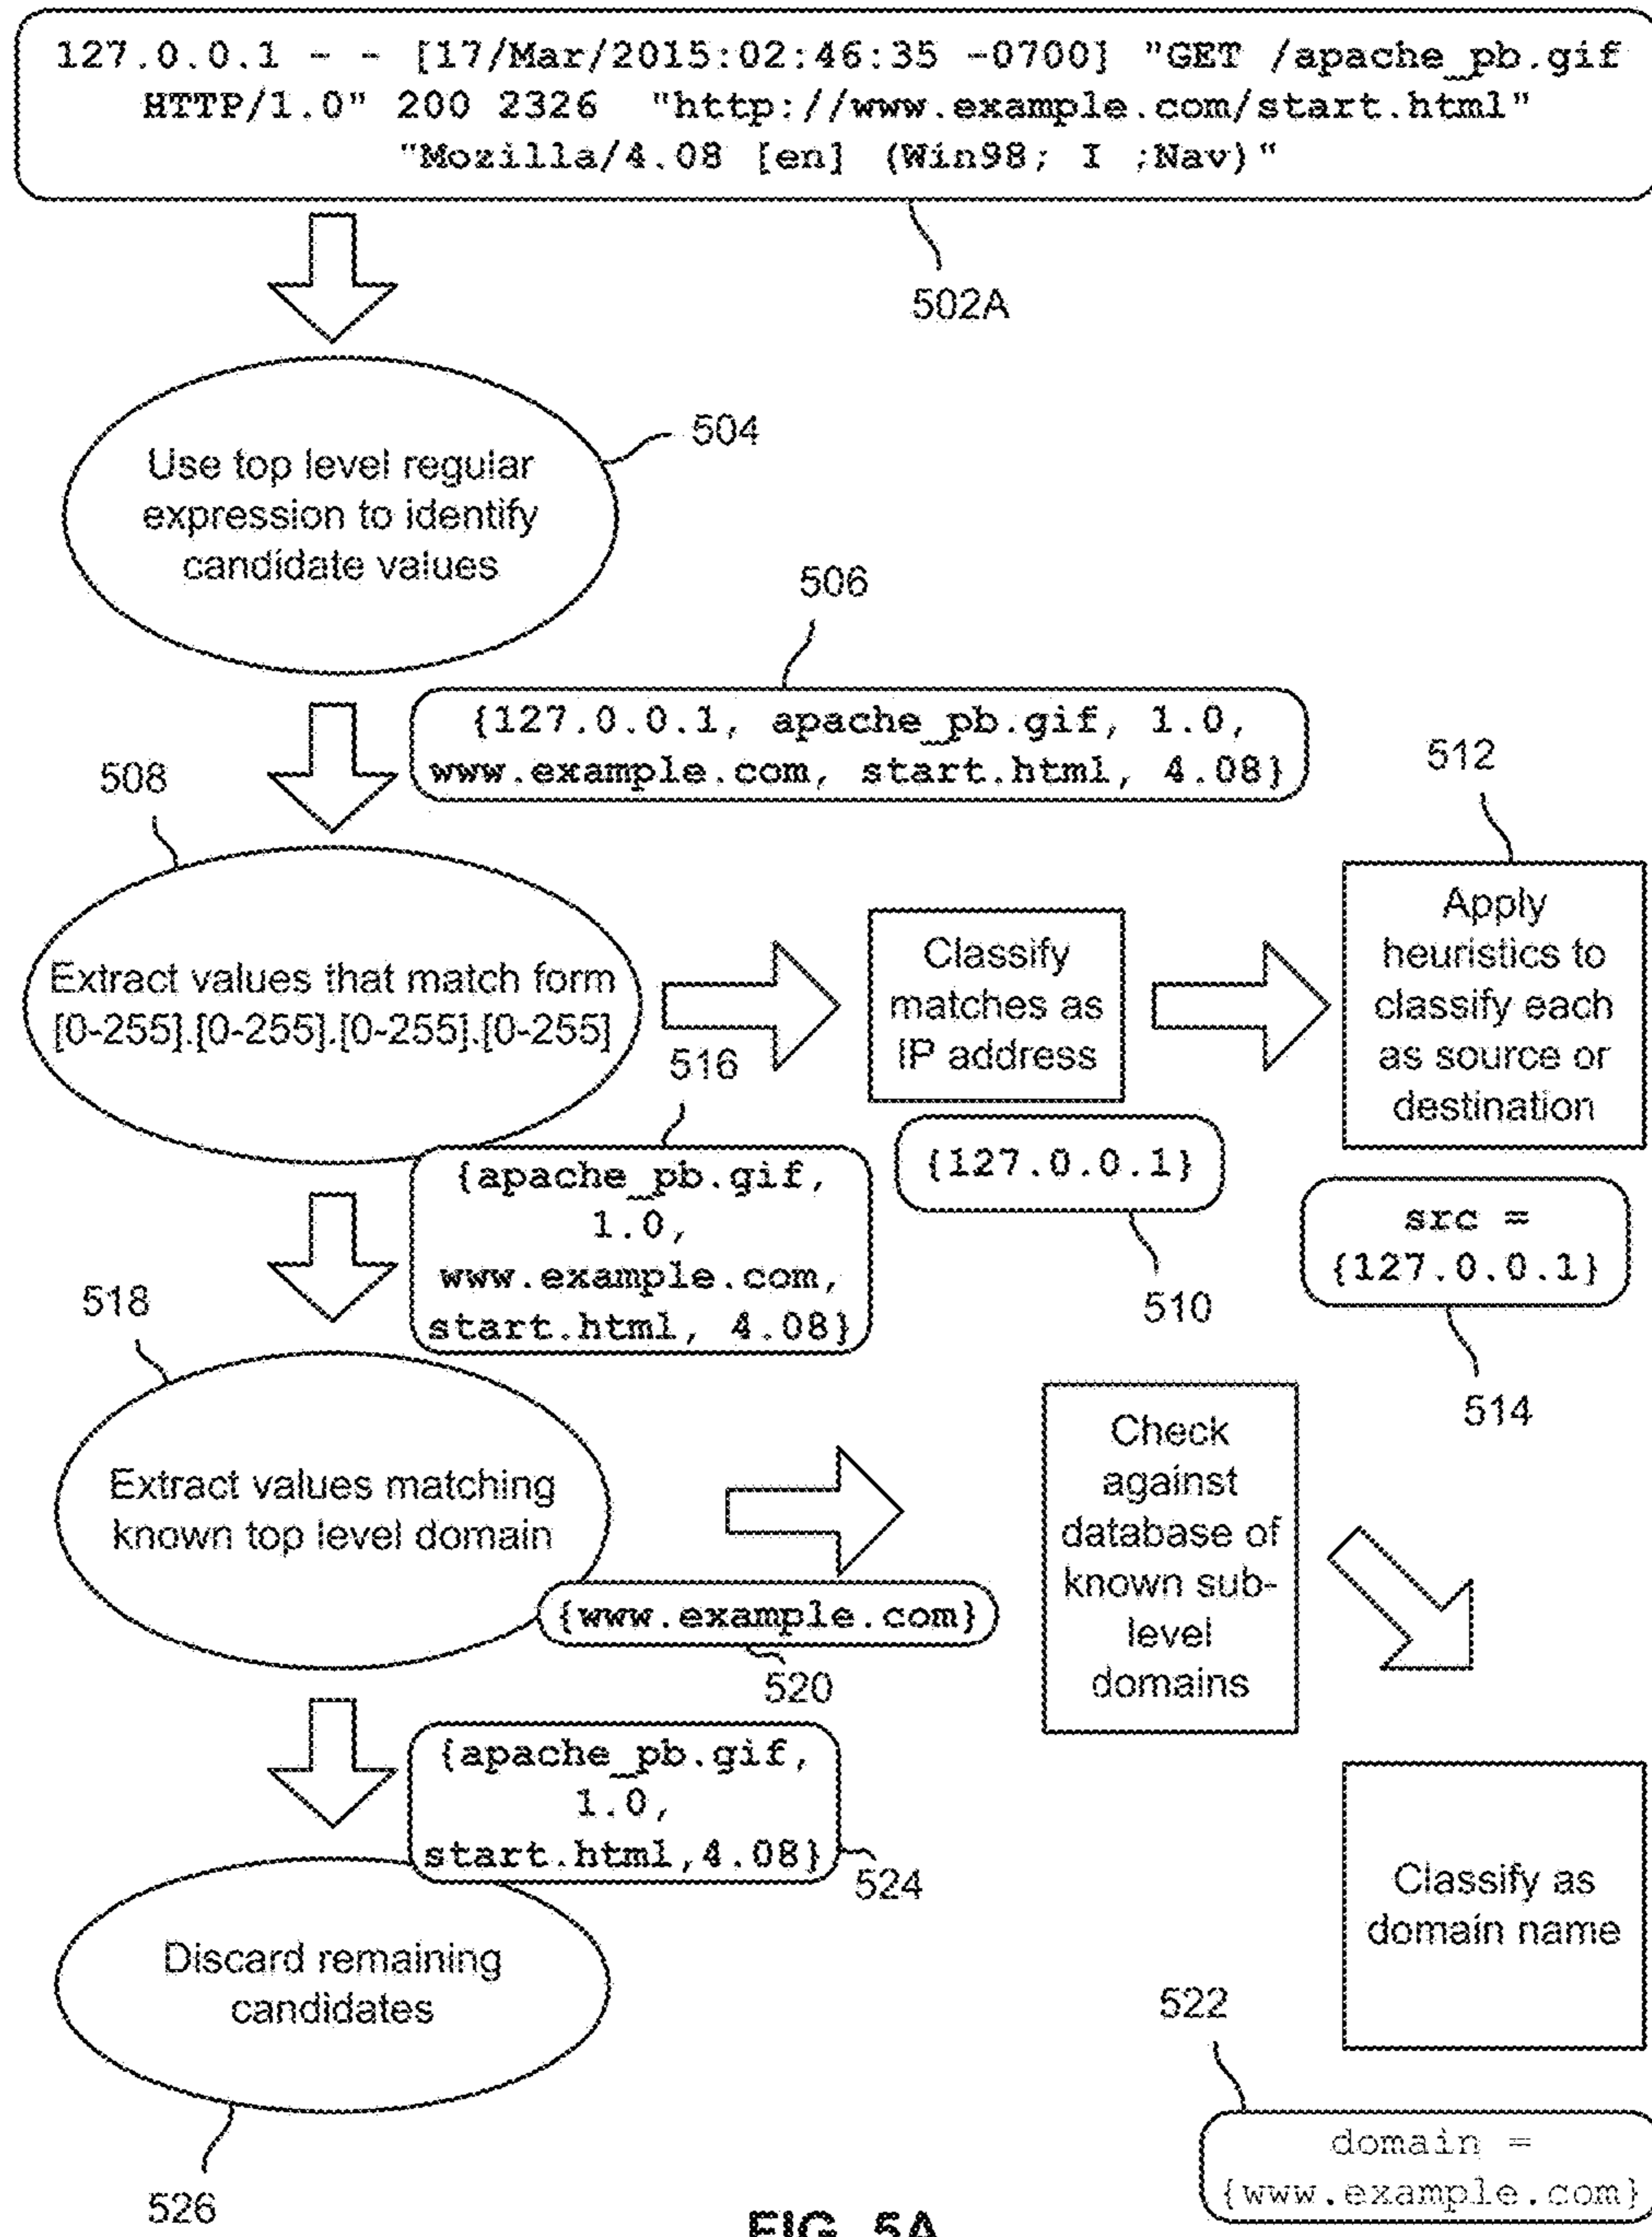 127.0.0.1 - - [17/Mar/2015:02:46:35 -0700] "GET /apache_pb.gif
HTTP/1.0" 200 2326 "http://www.example.com/start.html"
"Mozilla/4.08 [en] (Win98; I ;Nav)"
502A
504
Use top level regular
expression to identify
candidate values
506
{127.0.0.1, apache_pb.gif, 1.0,
www.example.com, start.html, 4.08}
508
512
Extract values that match form
[0-255].[0-255].[0-255].[0-255]
Classify
matches as
IP address
Apply
heuristics to
classify each
as source or
destination
516
{apache_pb.gif,
1.0,
www.example.com,
start.html, 4.08}
{127.0.0.1}
510
src =
{127.0.0.1}
514
518
Extract values matching
known top level domain
{www.example.com}
520
Check
against
database of
known sub-
level
domains
{apache_pb.gif,
1.0,
start.html,4.08}
524
Classify as
domain name
Discard remaining
candidates
522
domain =
{www.example.com}
526
FIG. 5A